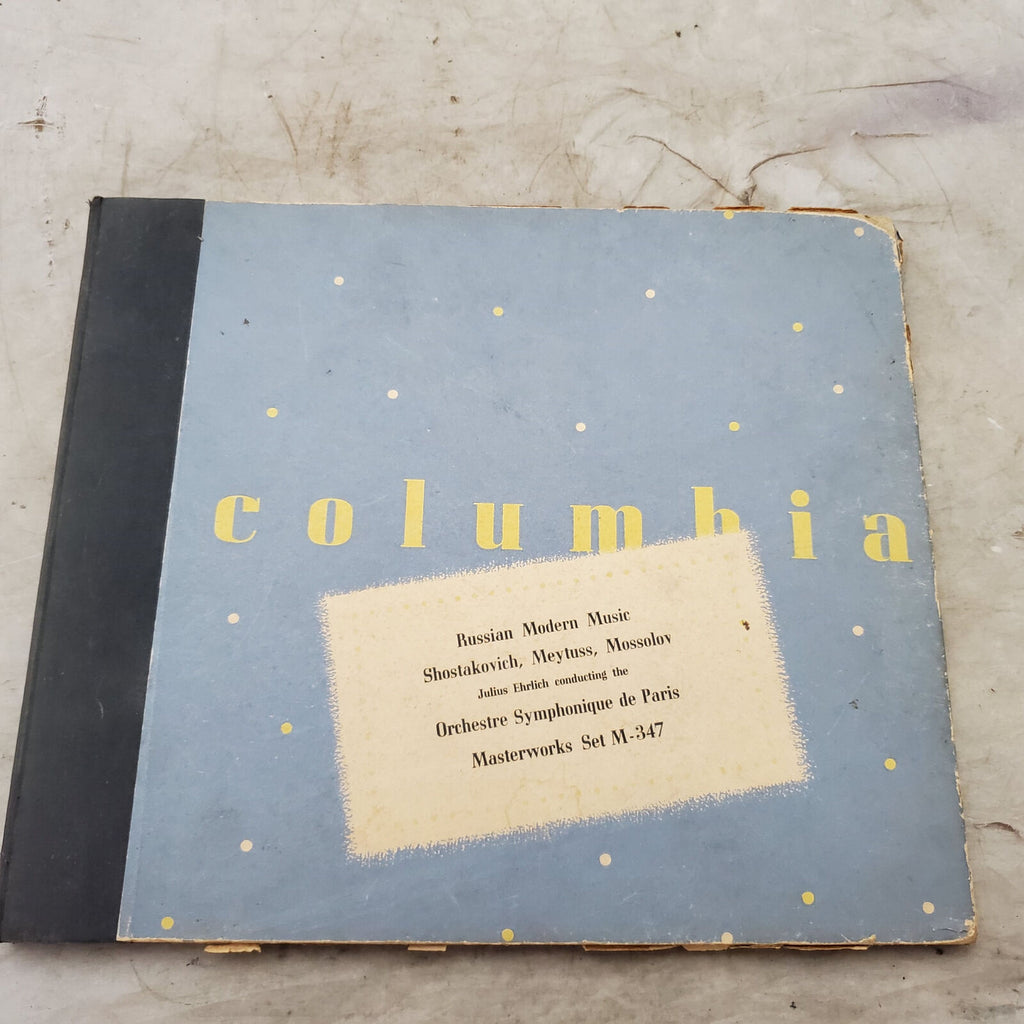 columbia
Russian Modern Music
Shostakovich, Meytuss, Mossolov
Julius Ehrlich conducting the
Orchestre Symphonique de Paris
Masterworks Set M-347